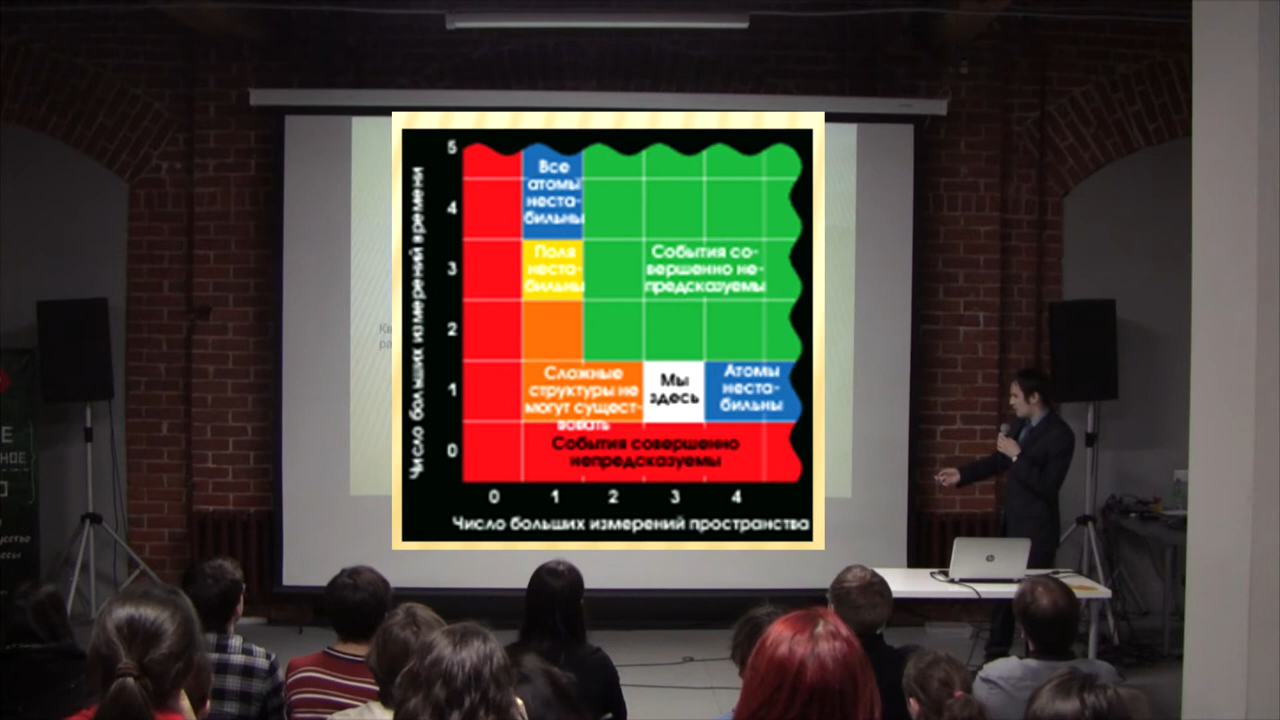 Число больших измерений времени
5
4
3
2
1
0
Все
атомы
неста-
бильны
Поля
неста-
бильны
События со-
вершенно не-
предсказуемы
Сложные
структуры не
могут сущест-
вовать
Мы
здесь
Атомы
неста-
бильны
События совершенно
непредсказуемы
0 1 2 3 4
Число больших измерений пространства
hp